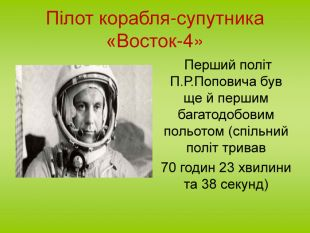 Пілот корабля-супутника
«Восток-4»
Перший політ
П.Р.Поповича був
ще й першим
багатодобовим
польотом (спільний
політ тривав
70 годин 23 хвилини
та 38 секунд)